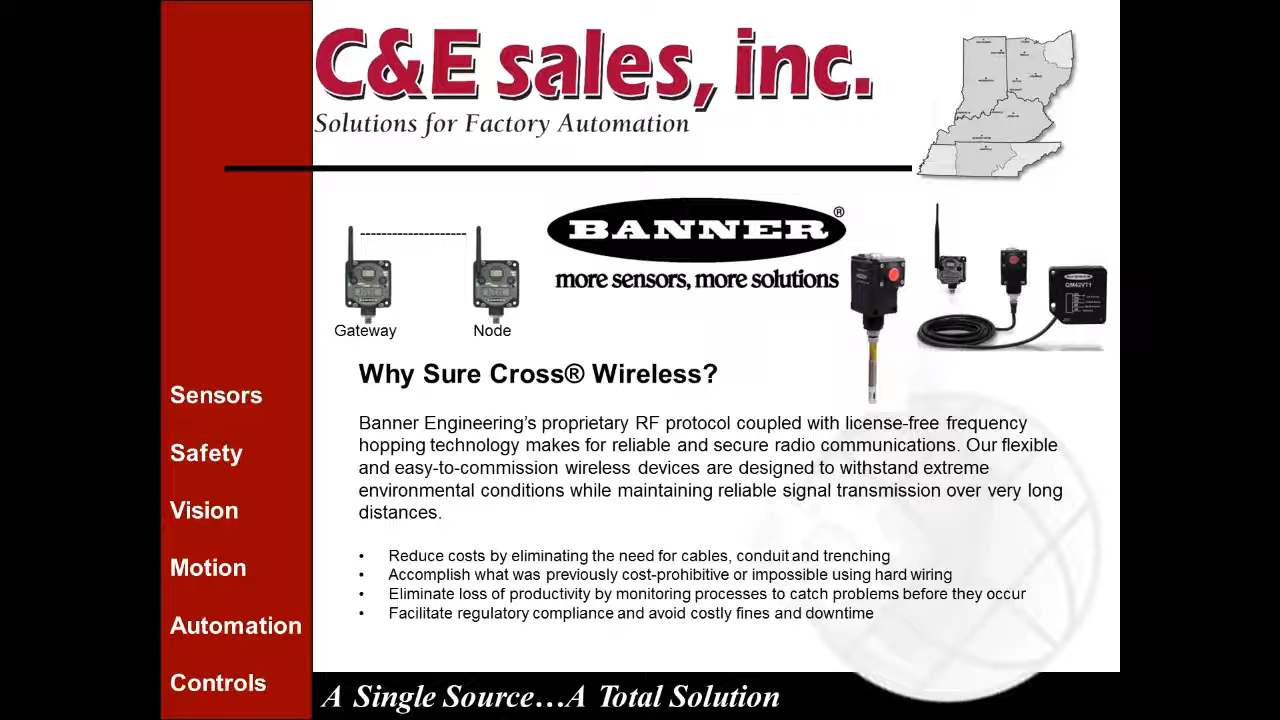 C&E sales, inc.
Solutions for Factory Automation
BANNER®
more sensors, more solutions
QM42VT1
Gateway
Node
Why Sure Cross® Wireless?
Banner Engineering's proprietary RF protocol coupled with license-free frequency
hopping technology makes for reliable and secure radio communications. Our flexible
and easy-to-commission wireless devices are designed to withstand extreme
environmental conditions while maintaining reliable signal transmission over very long
distances.
• Reduce costs by eliminating the need for cables, conduit and trenching
• Accomplish what was previously cost-prohibitive or impossible using hard wiring
• Eliminate loss of productivity by monitoring processes to catch problems before they occur
• Facilitate regulatory compliance and avoid costly fines and downtime
Sensors
Safety
Vision
Motion
Automation
Controls
A Single Source…A Total Solution